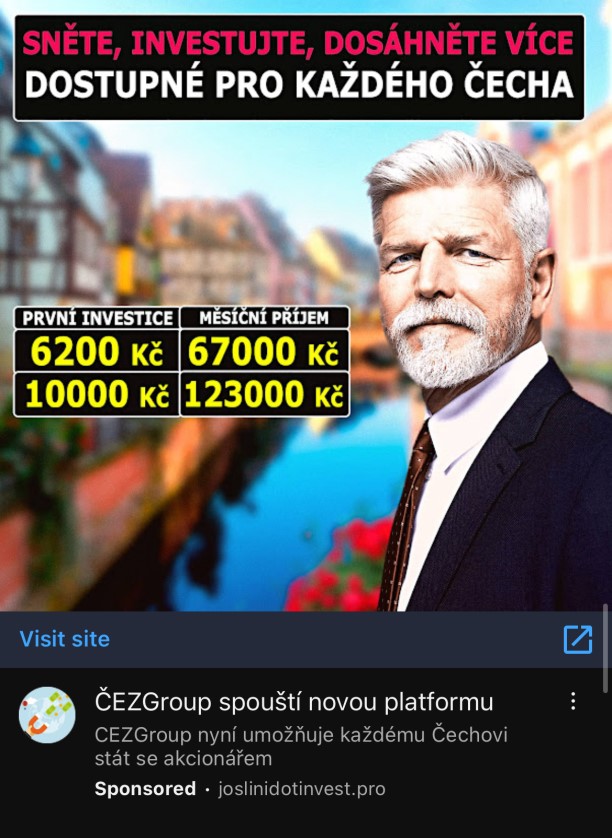 SNĚTE, INVESTUJTE, DOSÁHNĚTE VÍCE
DOSTUPNÉ PRO KAŽDÉHO ČECHA
PRVNÍ INVESTICE MĚSÍČNÍ PŘÍJEM
6200 Kč 67000 Kč
10000 Kč 123000 Kč
Visit site
ČEZGroup spouští novou platformu
CEZGroup nyní umožňuje každému Čechovi
stát se akcionářem
Sponsored · joslinidotinvest.pro